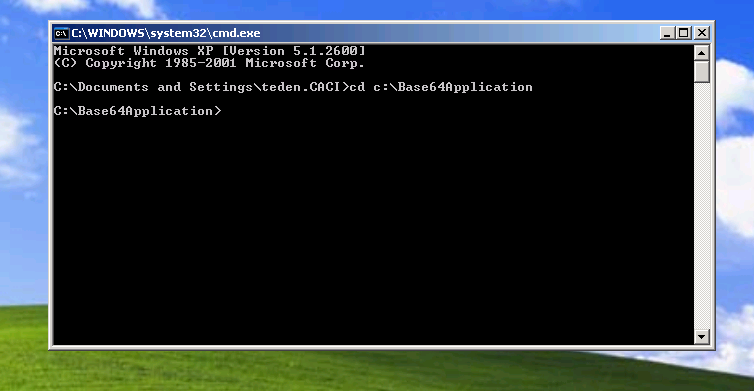 C:\WINDOWS\system32\cmd.exe
Microsoft Windows XP [Version 5.1.2600]
(C) Copyright 1985-2001 Microsoft Corp.
C:\Documents and Settings\teden.CACI>cd c:\Base64Application
C:\Base64Application>